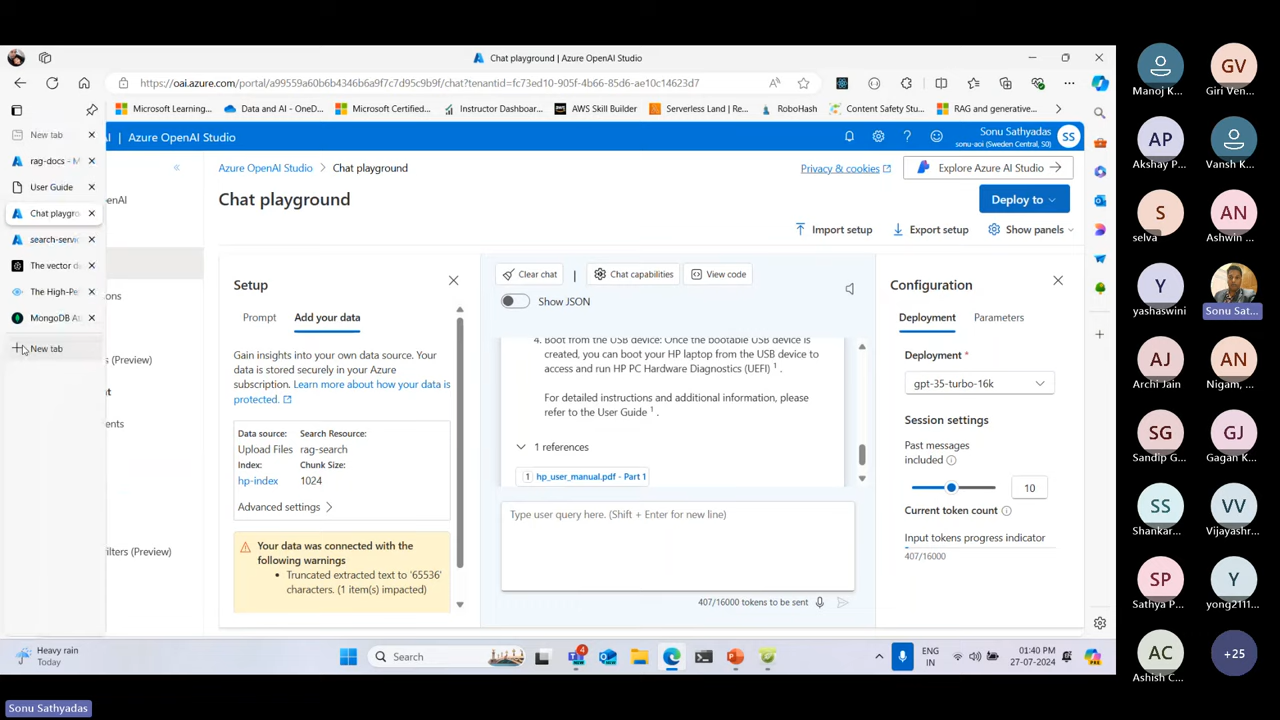 Chat playground | Azure OpenAI Studio
https://oai.azure.com/portal/a99559a60b6b4346b6a9f7c7d95c9b9f/chat?tenantid=fc73ed10-905f-4b66-85d6-ae10c14623d7
Microsoft Learning...
Data and AI - OneD...
Microsoft Certified...
Instructor Dashboar...
AWS Skill Builder
Serverless Land | Re...
RoboHash
Content Safety Stu...
RAG and generative...
New tab
rag-docs - M
User Guide
Chat playgro
search-servic
The vector d
The High-Pe
MongoDB A
New tab
AI | Azure OpenAI Studio
Sonu Sathyadas
sonu-aoi (Sweden Central, S0)
SS
Azure OpenAI Studio > Chat playground
Privacy & cookies
Explore Azure AI Studio
Chat playground
Deploy to
Import setup
Export setup
Show panels
(Preview)
(Preview)
Setup
Prompt
Add your data
Gain insights into your own data source. Your
data is stored securely in your Azure
subscription. Learn more about how your data is
protected.
Data source:
Search Resource:
Upload Files
rag-search
Index:
Chunk Size:
hp-index
1024
Advanced settings
Your data was connected with the
following warnings
• Truncated extracted text to '65536'
characters. (1 item(s) impacted)
Clear chat
Chat capabilities
View code
Show JSON
4. Boot from the USB device: Once the bootable USB device is
created, you can boot your HP laptop from the USB device to
access and run HP PC Hardware Diagnostics (UEFI) 1 .
For detailed instructions and additional information, please
refer to the User Guide 1 .
1 references
1 hp_user_manual.pdf - Part 1
Type user query here. (Shift + Enter for new line)
407/16000 tokens to be sent
Configuration
Deployment
Parameters
Deployment *
gpt-35-turbo-16k
Session settings
Past messages
included
10
Current token count
Input tokens progress indicator
407/16000
Heavy rain
Today
Search
4
ENG
IN
01:40 PM
27-07-2024
Manoj K...
GV
Giri Ven...
AP
Akshay P...
Vansh K...
S
selva
AN
Ashwin ...
Y
yashaswini
Sonu Sat...
AJ
Archi Jain
AN
Nigam, ...
SG
Sandip G...
GJ
Gagan K...
SS
Shankar...
VV
Vijayashr...
SP
Sathya P...
Y
yong2111...
AC
Ashish C...
+25
Sonu Sathyadas